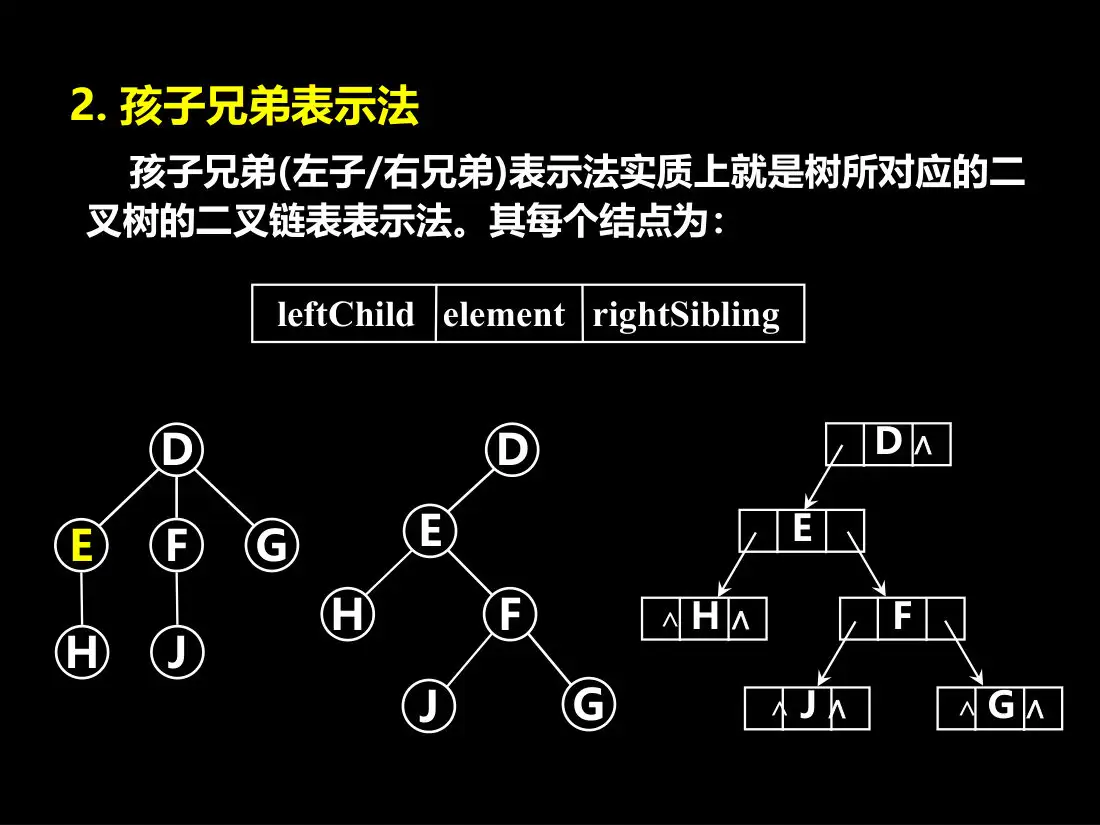 2. 孩子兄弟表示法
孩子兄弟(左子/右兄弟)表示法实质上就是树所对应的二
叉树的二叉链表表示法。其每个结点为：
leftChild element rightSibling
D D D ∧
E F G E E
H J H F ∧ H ∧ F
J G ∧ J ∧ ∧ G ∧